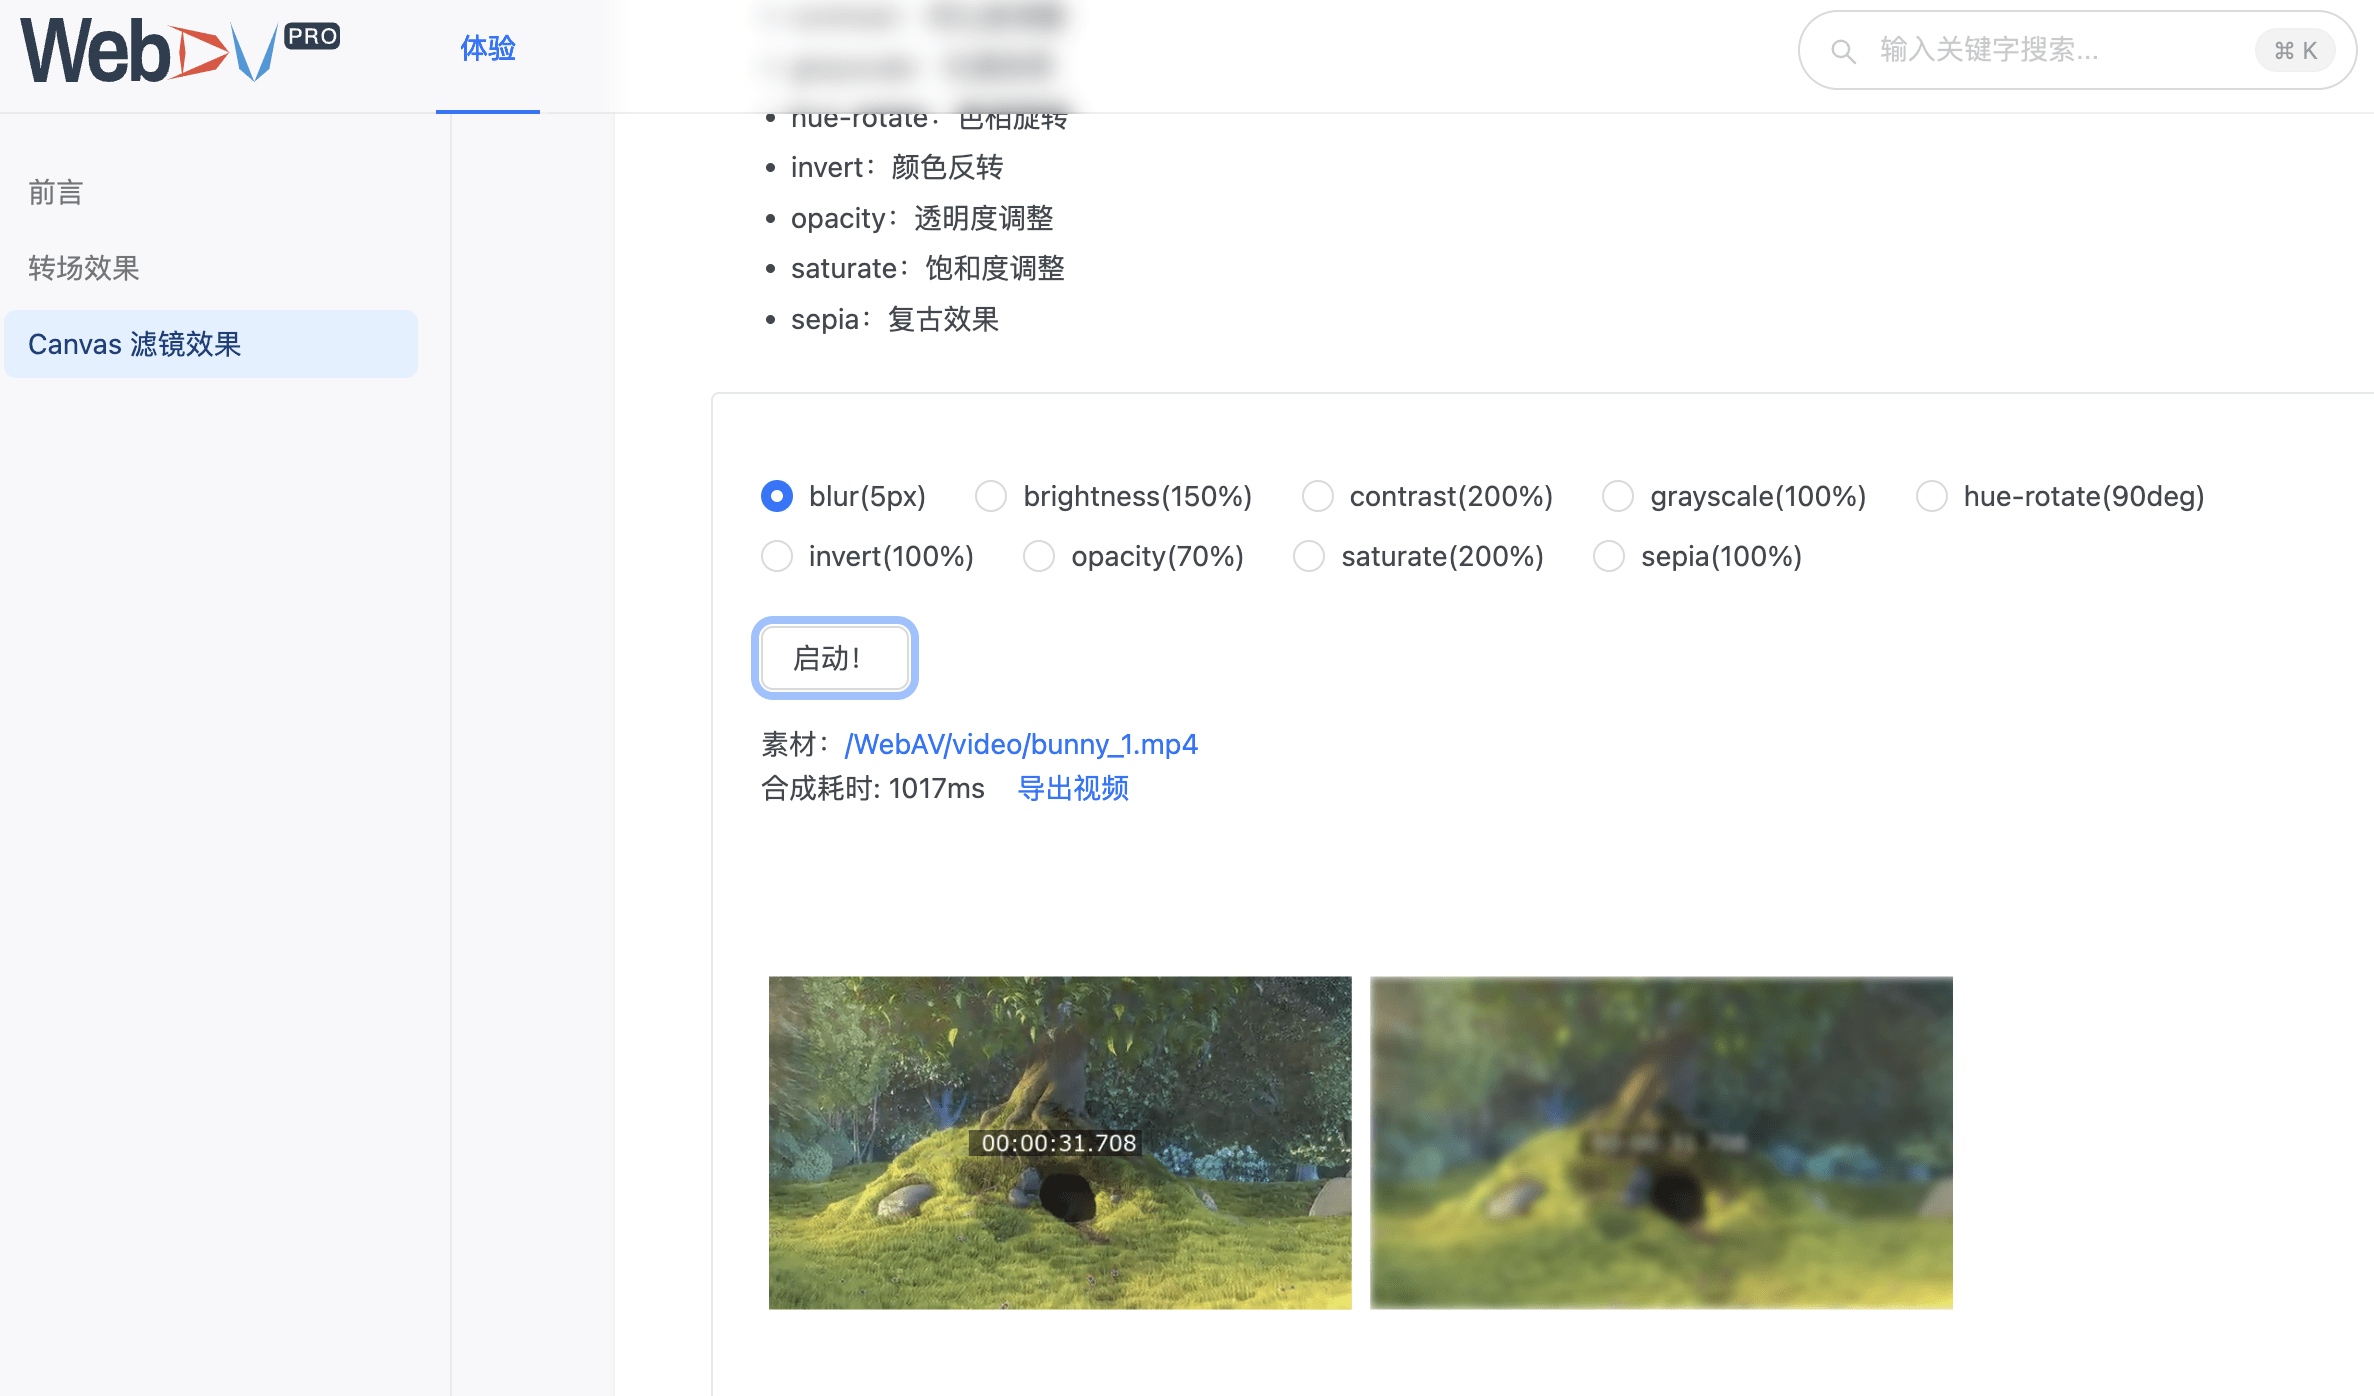 WebAV PRO
体验
输入关键字搜索...
⌘ K
前言
转场效果
Canvas 滤镜效果
• hue-rotate：色相旋转
• invert：颜色反转
• opacity：透明度调整
• saturate：饱和度调整
• sepia：复古效果
blur(5px) brightness(150%) contrast(200%) grayscale(100%) hue-rotate(90deg)
invert(100%) opacity(70%) saturate(200%) sepia(100%)
启动！
素材：/WebAV/video/bunny_1.mp4
合成耗时: 1017ms 导出视频
00:00:31.708